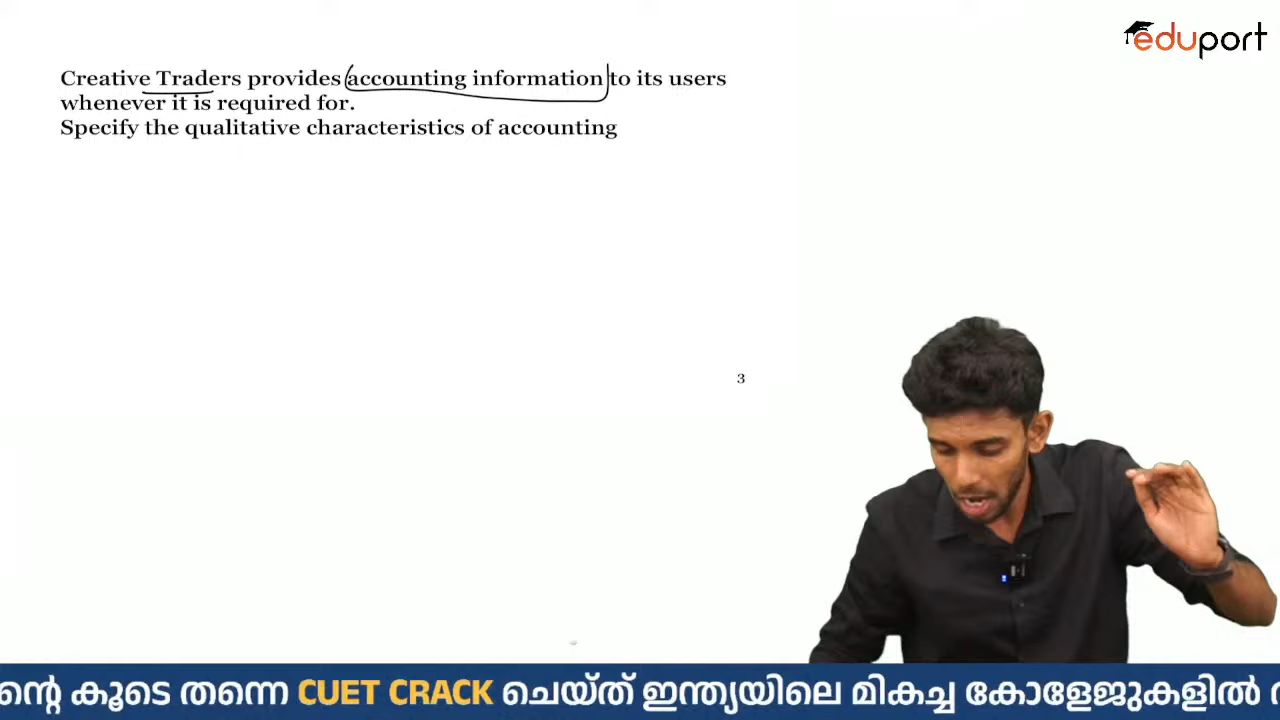 eduport
Creative Traders provides accounting information to its users
whenever it is required for.
Specify the qualitative characteristics of accounting
3
കൂടെ തന്നെ CUET CRACK ചെയ്ത് ഇന്ത്യയിലെ മികച്ച കോളേജുകളിൽ